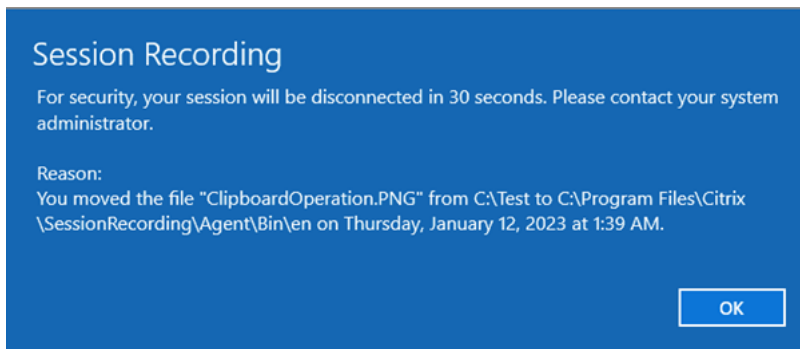 Session Recording
For security, your session will be disconnected in 30 seconds. Please contact your system
administrator.
Reason:
You moved the file "ClipboardOperation.PNG" from C:\Test to C:\Program Files\Citrix
\SessionRecording\Agent\Bin\en on Thursday, January 12, 2023 at 1:39 AM.
OK